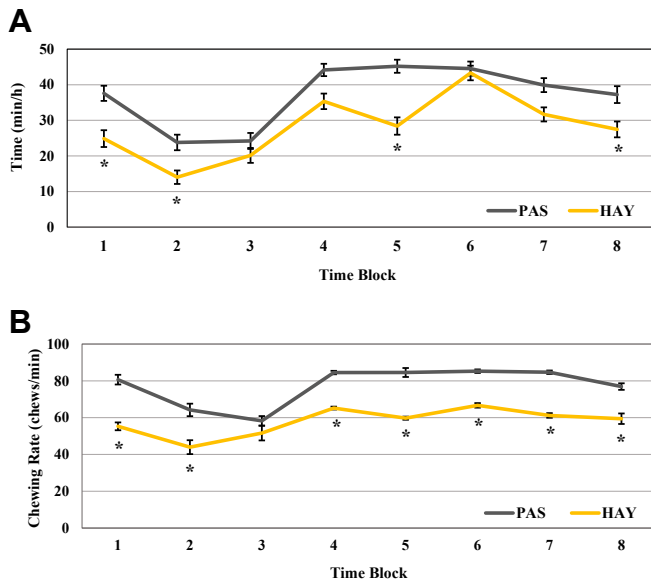 A
Time (min/h)
50
40
30
20
10
0
* * * *
PAS HAY
1 2 3 4 5 6 7 8
Time Block
B
Chewing Rate (chews/min)
100
80
60
40
20
0
* * * * * * *
PAS HAY
1 2 3 4 5 6 7 8
Time Block